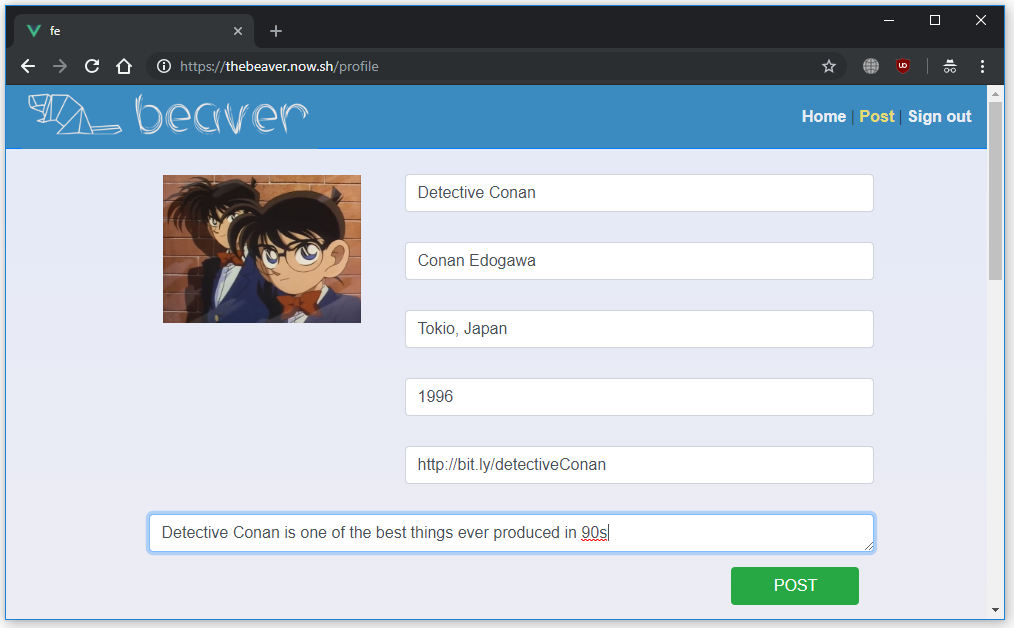 fe
https://thebeaver.now.sh/profile
UD
beaver
Home | Post | Sign out
Detective Conan
Conan Edogawa
Tokio, Japan
1996
http://bit.ly/detectiveConan
Detective Conan is one of the best things ever produced in 90s
POST